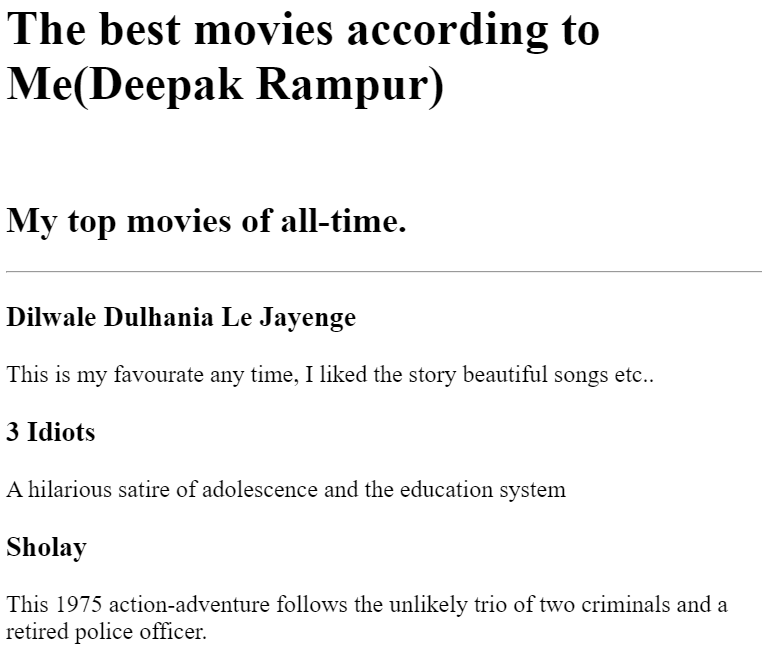 The best movies according to
Me(Deepak Rampur)
My top movies of all-time.
Dilwale Dulhania Le Jayenge
This is my favourate any time, I liked the story beautiful songs etc..
3 Idiots
A hilarious satire of adolescence and the education system
Sholay
This 1975 action-adventure follows the unlikely trio of two criminals and a
retired police officer.